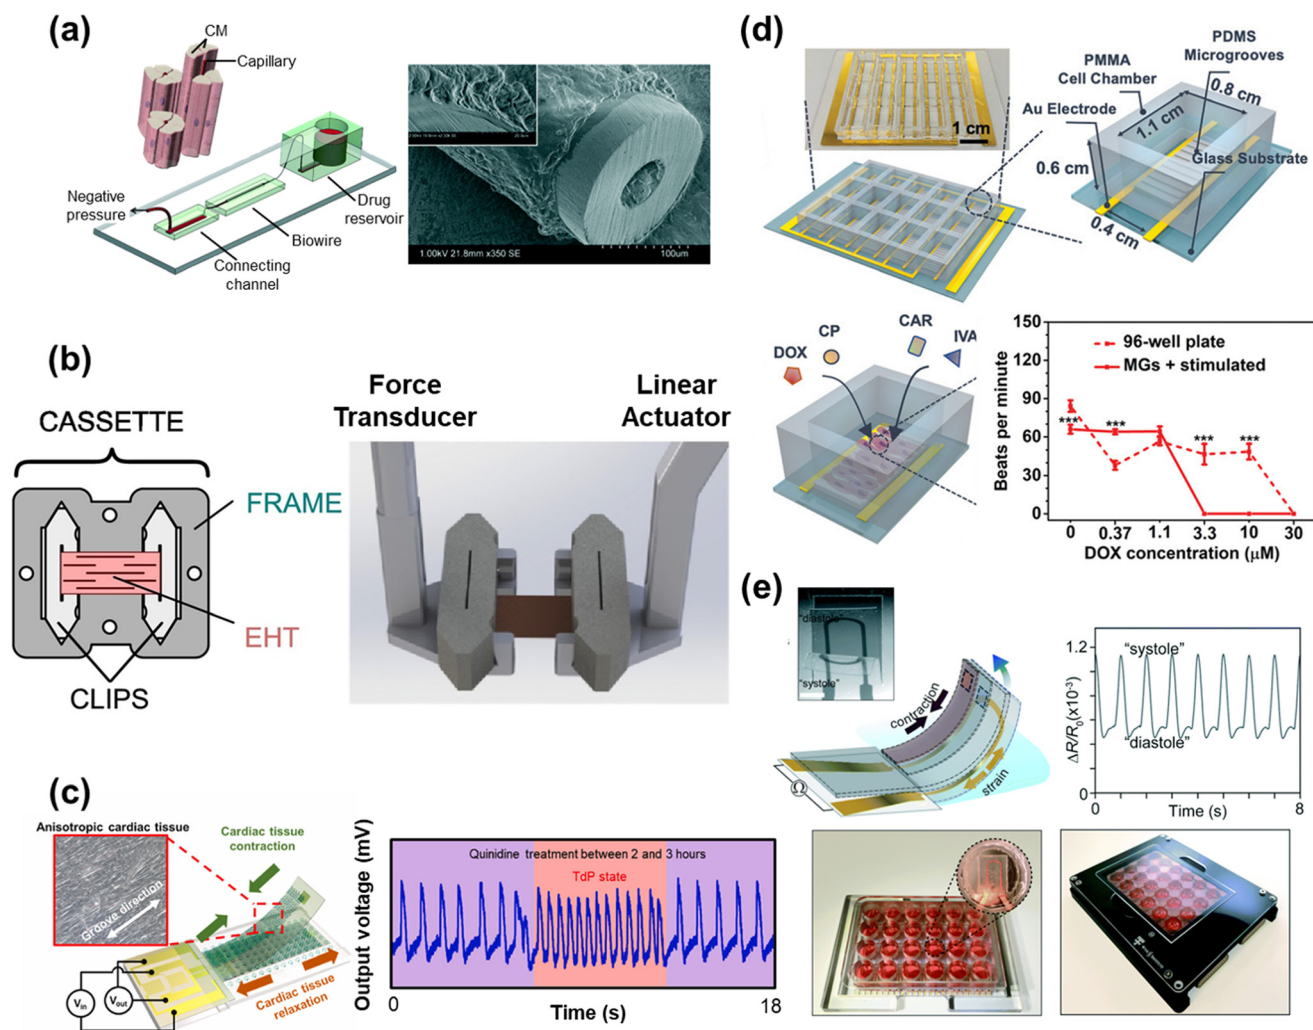 (a)
CM
Capillary
Negative
pressure
Drug
reservoir
Biowire
Connecting
channel
1.00kV 21.8mm x350 SE
100um
(b)
CASSETTE
FRAME
EHT
CLIPS
Force
Transducer
Linear
Actuator
(c)
Anisotropic cardiac tissue
Groove direction
Cardiac tissue
contraction
Cardiac tissue
relaxation
Vin
Vout
Output voltage (mV)
Quinidine treatment between 2 and 3 hours
TdP state
0
18
Time (s)
(d)
1 cm
PMMA
Cell Chamber
PDMS
Microgrooves
Au Electrode
0.8 cm
1.1 cm
Glass Substrate
0.6 cm
0.4 cm
DOX
CP
CAR
IVA
Beats per minute
150
120
90
60
30
0
96-well plate
MGs + stimulated
***
***
***
***
0
0.37
1.1
3.3
10
30
DOX concentration (μM)
(e)
"diastole"
"systole"
contraction
strain
Ω
ΔR/R0(x10-3)
1.2
0.6
0
"systole"
"diastole"
0
8
Time (s)